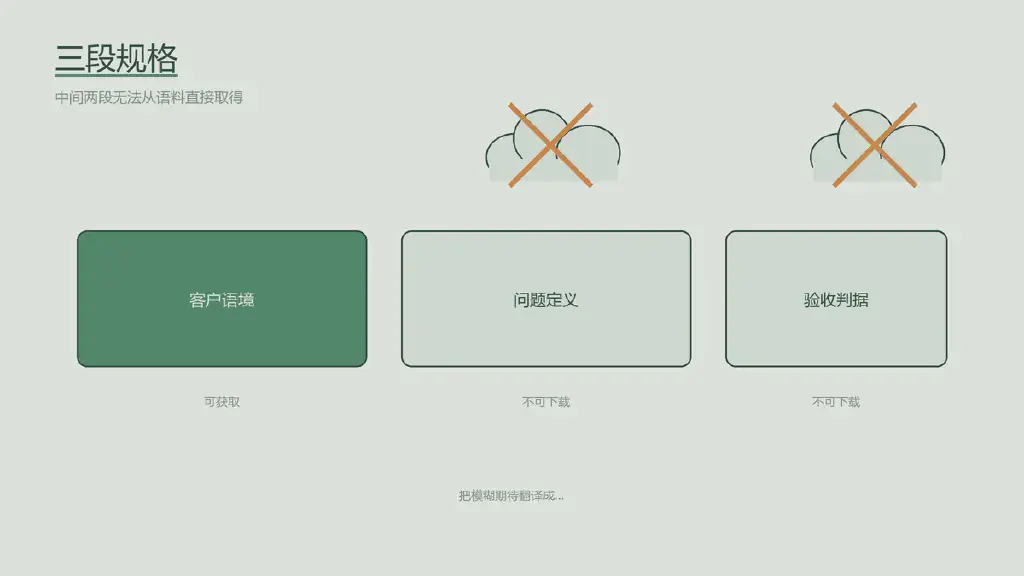 三段规格
中间两段无法从语料直接取得
客户语境
问题定义
验收判据
可获取
不可下载
不可下载
把模糊期待翻译成...